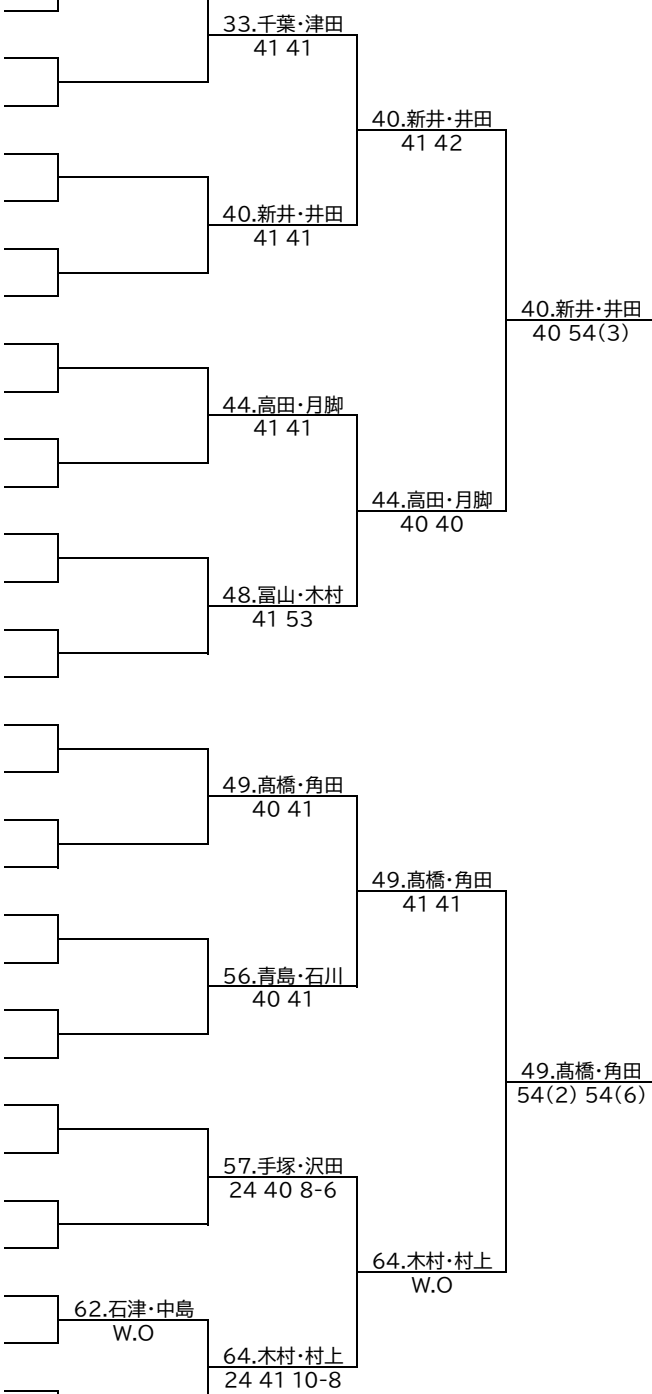 33.千葉・津田
41 41
40.新井・井田
41 42
40.新井・井田
41 41
40.新井・井田
40 54(3)
44.高田・月脚
41 41
44.高田・月脚
40 40
48.冨山・木村
41 53
49.髙橋・角田
40 41
49.髙橋・角田
41 41
56.青島・石川
40 41
49.髙橋・角田
54(2) 54(6)
57.手塚・沢田
24 40 8-6
64.木村・村上
W.O
62.石津・中島
W.O
64.木村・村上
24 41 10-8